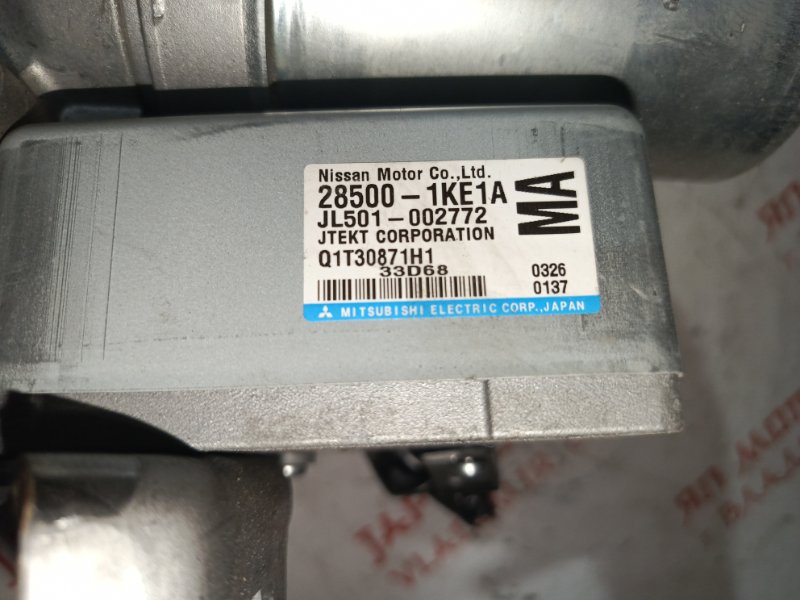 Nissan Motor Co.,Ltd.
28500-1KE1A
MA
JL501-002772
JTEKT CORPORATION
Q1T30871H1
33D68
0326
0137
MITSUBISHI ELECTRIC CORP.,JAPAN